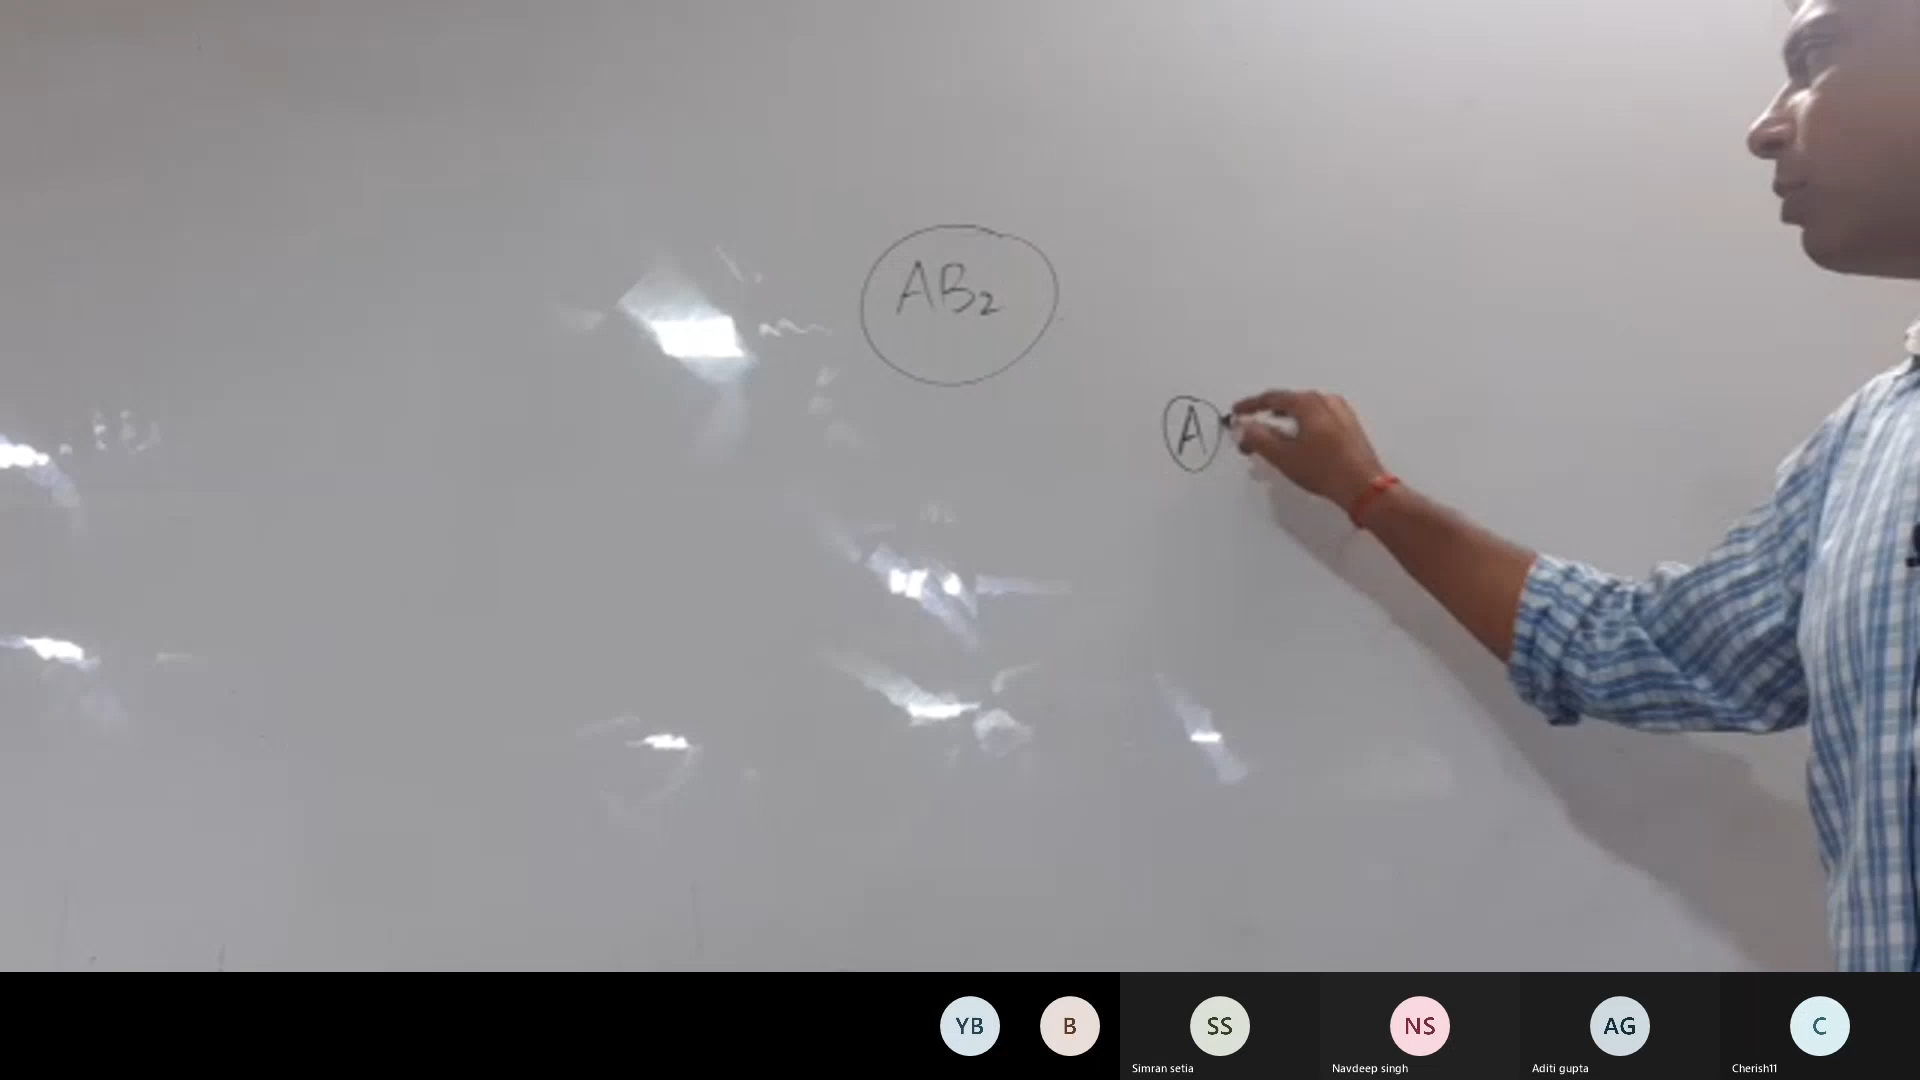 AB₂
A
YB
B
SS
NS
AG
C
Simran setia
Navdeep singh
Aditi gupta
Cherish11